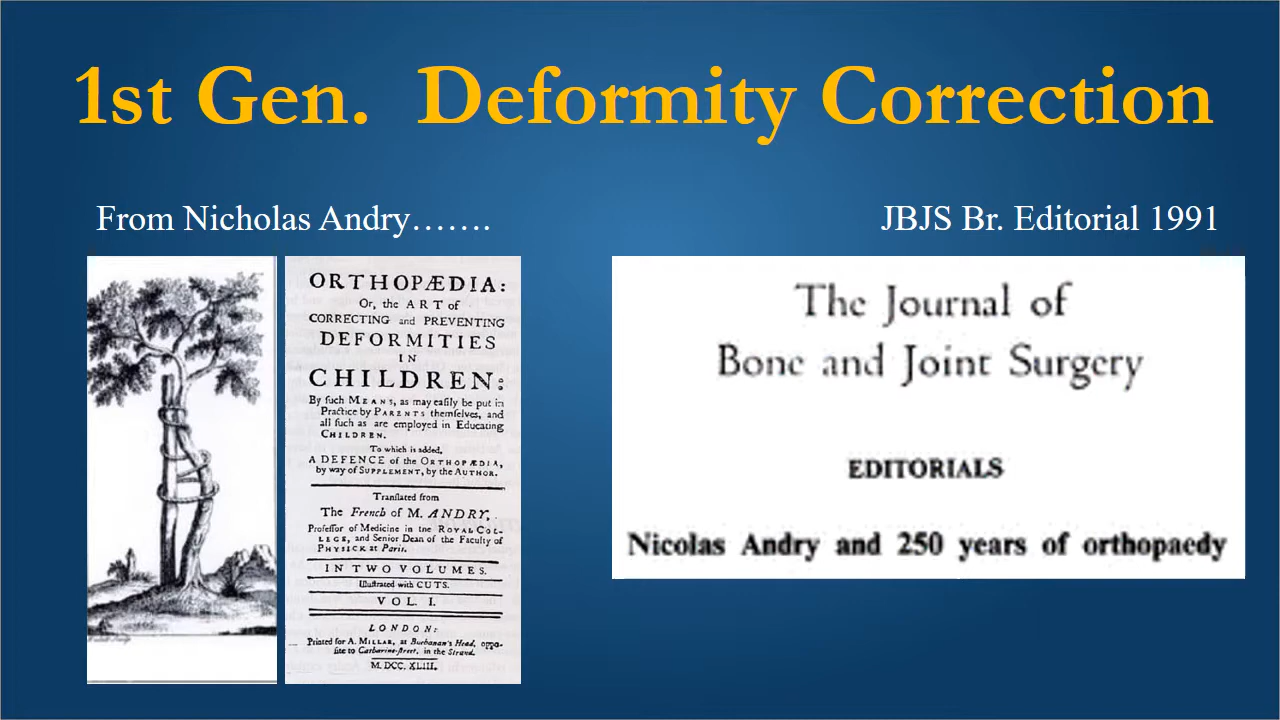 1st Gen. Deformity Correction
From Nicholas Andry.......
JBJS Br. Editorial 1991
ORTHOPÆDIA:
Or, the ART of
CORRECTING and PREVENTING
DEFORMITIES
IN
CHILDREN:
By ſuch MEANS, as may eaſily be put in
Practice by PARENTS themſelves, and
all ſuch as are employed in Educating
CHILDREN.
To which is added,
A DEFENCE of the ORTHOPÆDIA,
by way of SUPPLEMENT, by the AUTHOR.
Tranſlated from
The French of M. ANDRY,
Profeſſor of Medicine in the ROYAL COL-
LEGE, and Senior Dean of the Faculty of
PHYSICK at Paris.
IN TWO VOLUMES.
Illuſtrated with CUTS.
VOL. I.
LONDON:
Printed for A. MILLAR, at Buchanan's Head, oppo-
ſite to Catharine-ſtreet, in the Strand.
M. DCC. XLIII.
The Journal of
Bone and Joint Surgery
EDITORIALS
Nicolas Andry and 250 years of orthopaedy